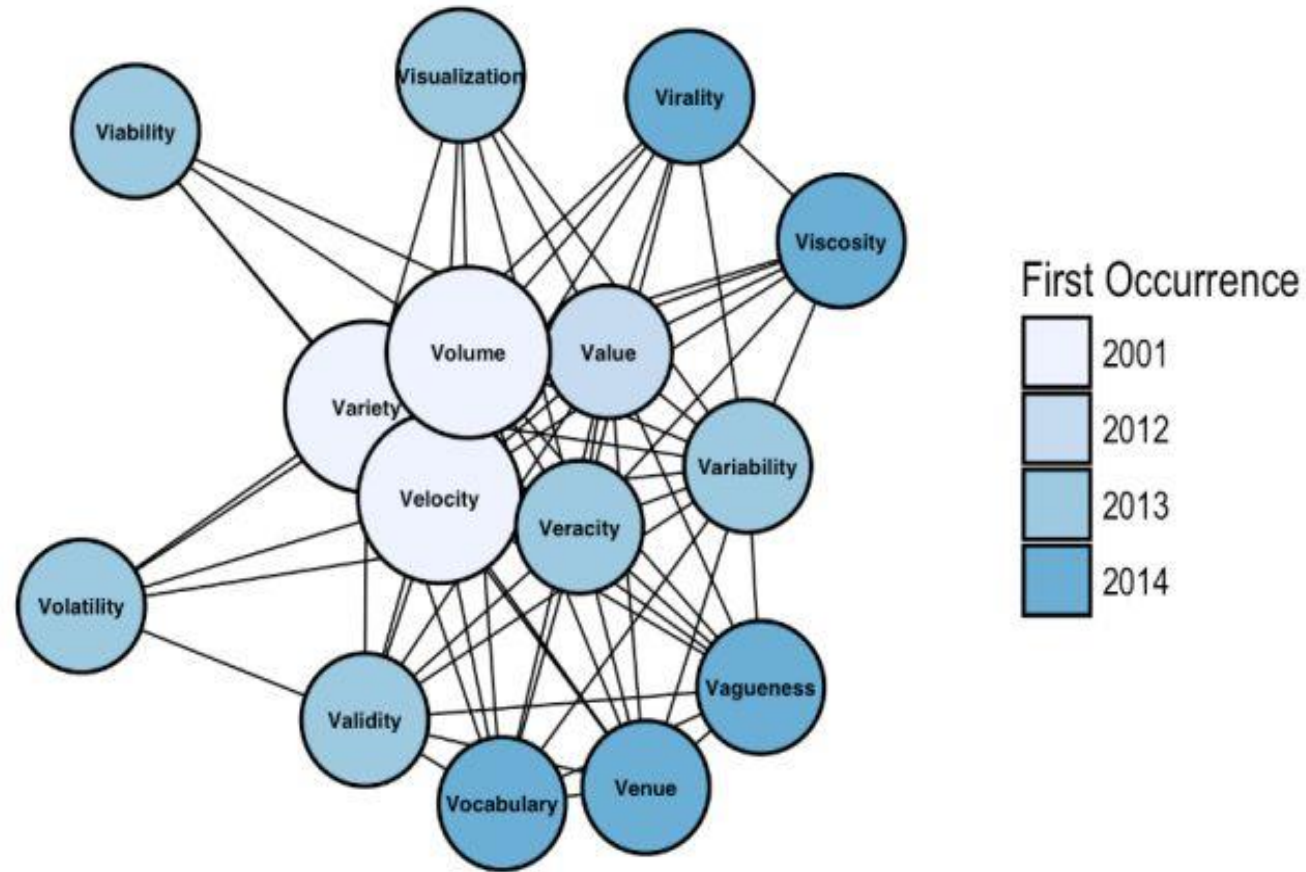 Visualization
Virality
Viability
Viscosity
Volume
Value
Variety
Variability
Velocity
Veracity
Volatility
Vagueness
Validity
Venue
Vocabulary
First Occurrence
2001
2012
2013
2014